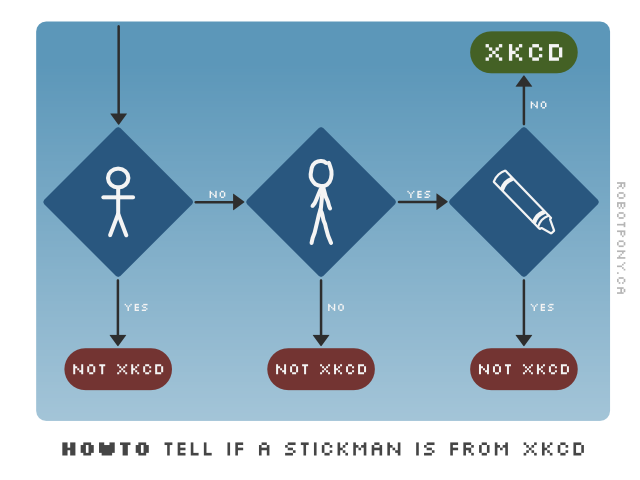 XKCD
NO
NO
YES
YES
NO
YES
NOT XKCD
NOT XKCD
NOT XKCD
ROBOTPONY.CA
HOWTO TELL IF A STICKMAN IS FROM XKCD